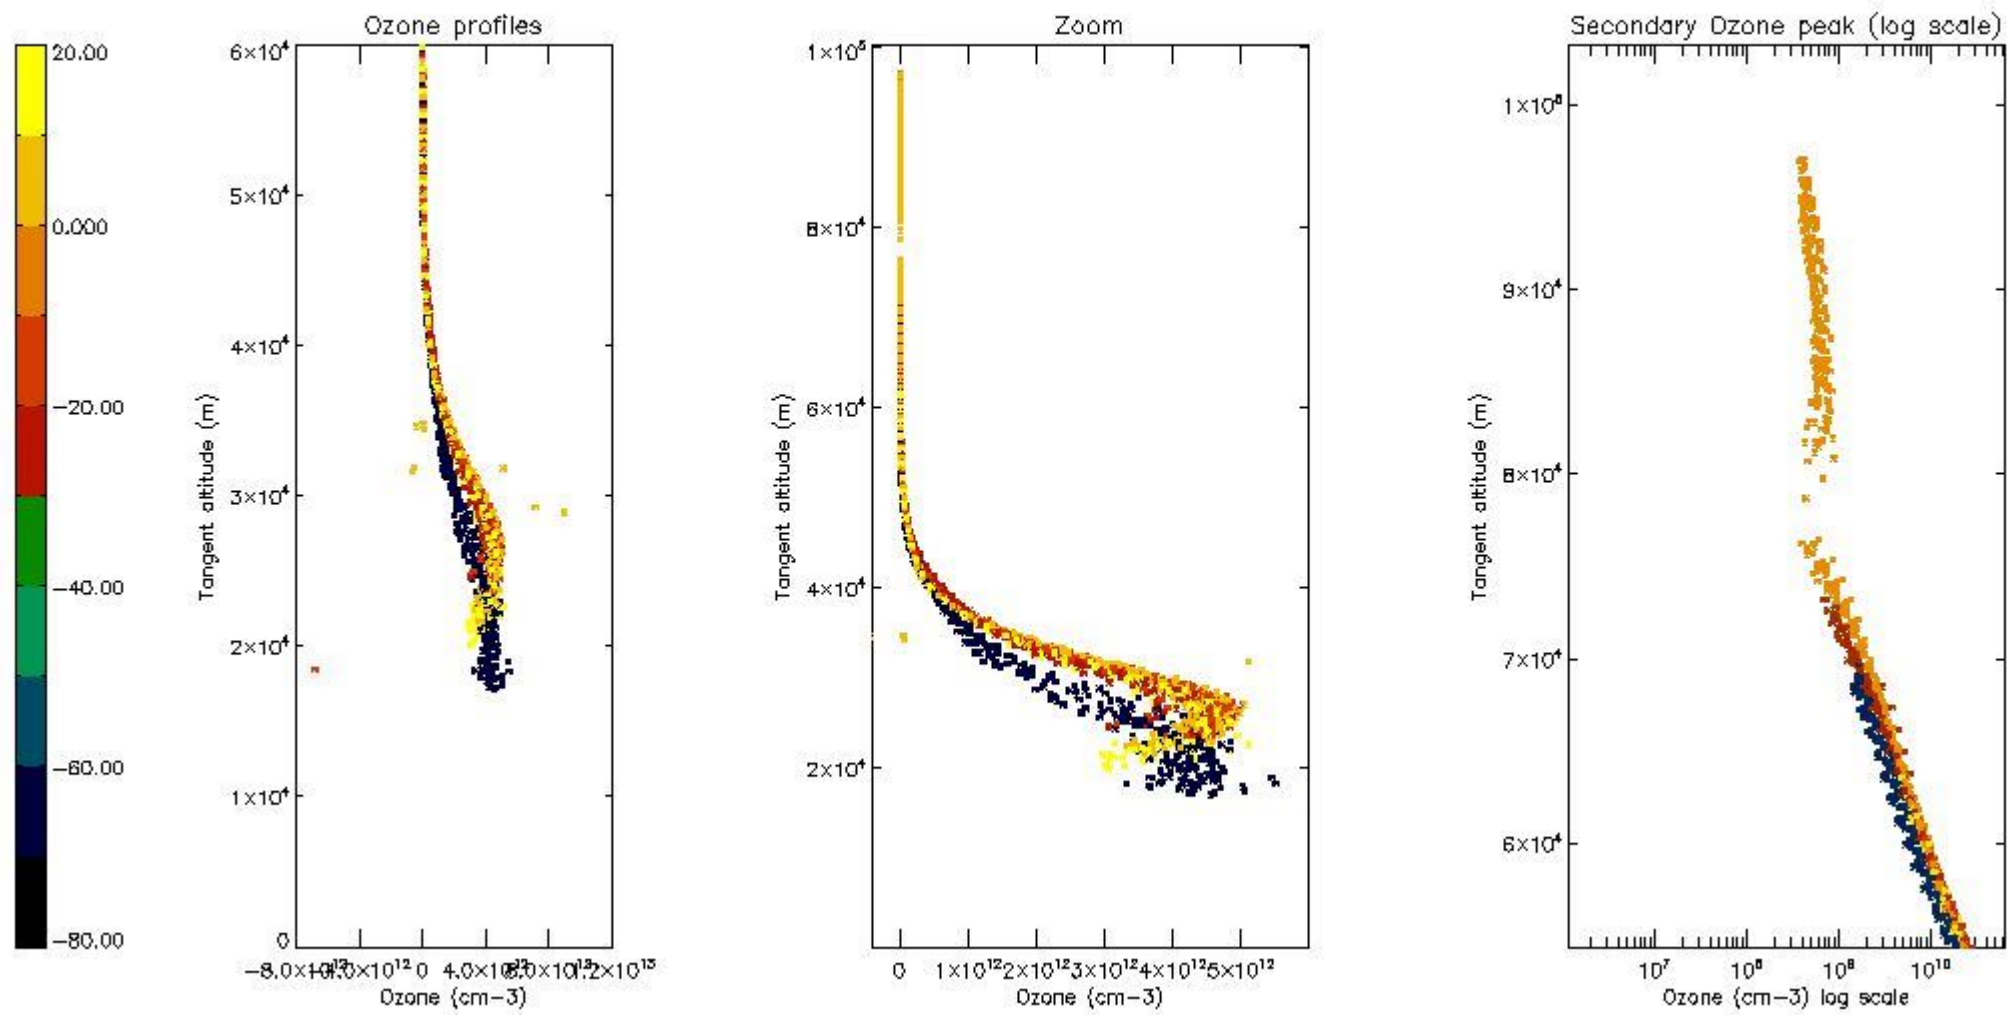 Ozone profiles
Zoom
Secondary Ozone peak (log scale)
20.00
0.000
−20.00
−40.00
−60.00
−80.00
6×10⁴
5×10⁴
4×10⁴
3×10⁴
2×10⁴
1×10⁴
0
Tangent altitude (m)
0
Ozone (cm−3)
1×10⁵
8×10⁴
6×10⁴
4×10⁴
2×10⁴
Tangent altitude (m)
0 1×10¹² 2×10¹² 3×10¹² 4×10¹² 5×10¹²
Ozone (cm−3)
9×10⁴
8×10⁴
7×10⁴
6×10⁴
Tangent altitude (m)
10⁷ 10⁸ 10⁹ 10¹⁰
Ozone (cm−3) log scale